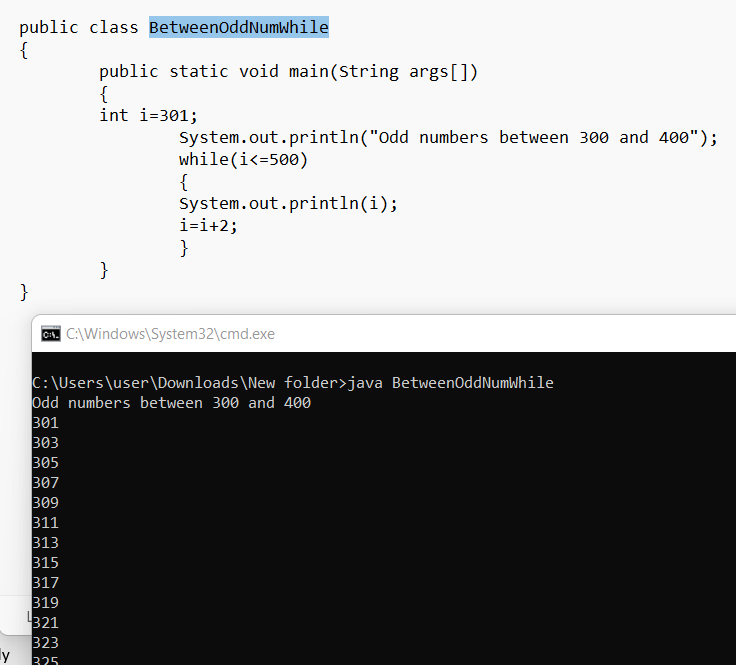 public class BetweenOddNumWhile
{
public static void main(String args[])
{
int i=301;
System.out.println("Odd numbers between 300 and 400");
while(i<=500)
{
System.out.println(i);
i=i+2;
}
}
}
C:\Windows\System32\cmd.exe
C:\Users\user\Downloads\New folder>java BetweenOddNumWhile
Odd numbers between 300 and 400
301
303
305
307
309
311
313
315
317
319
321
323
325